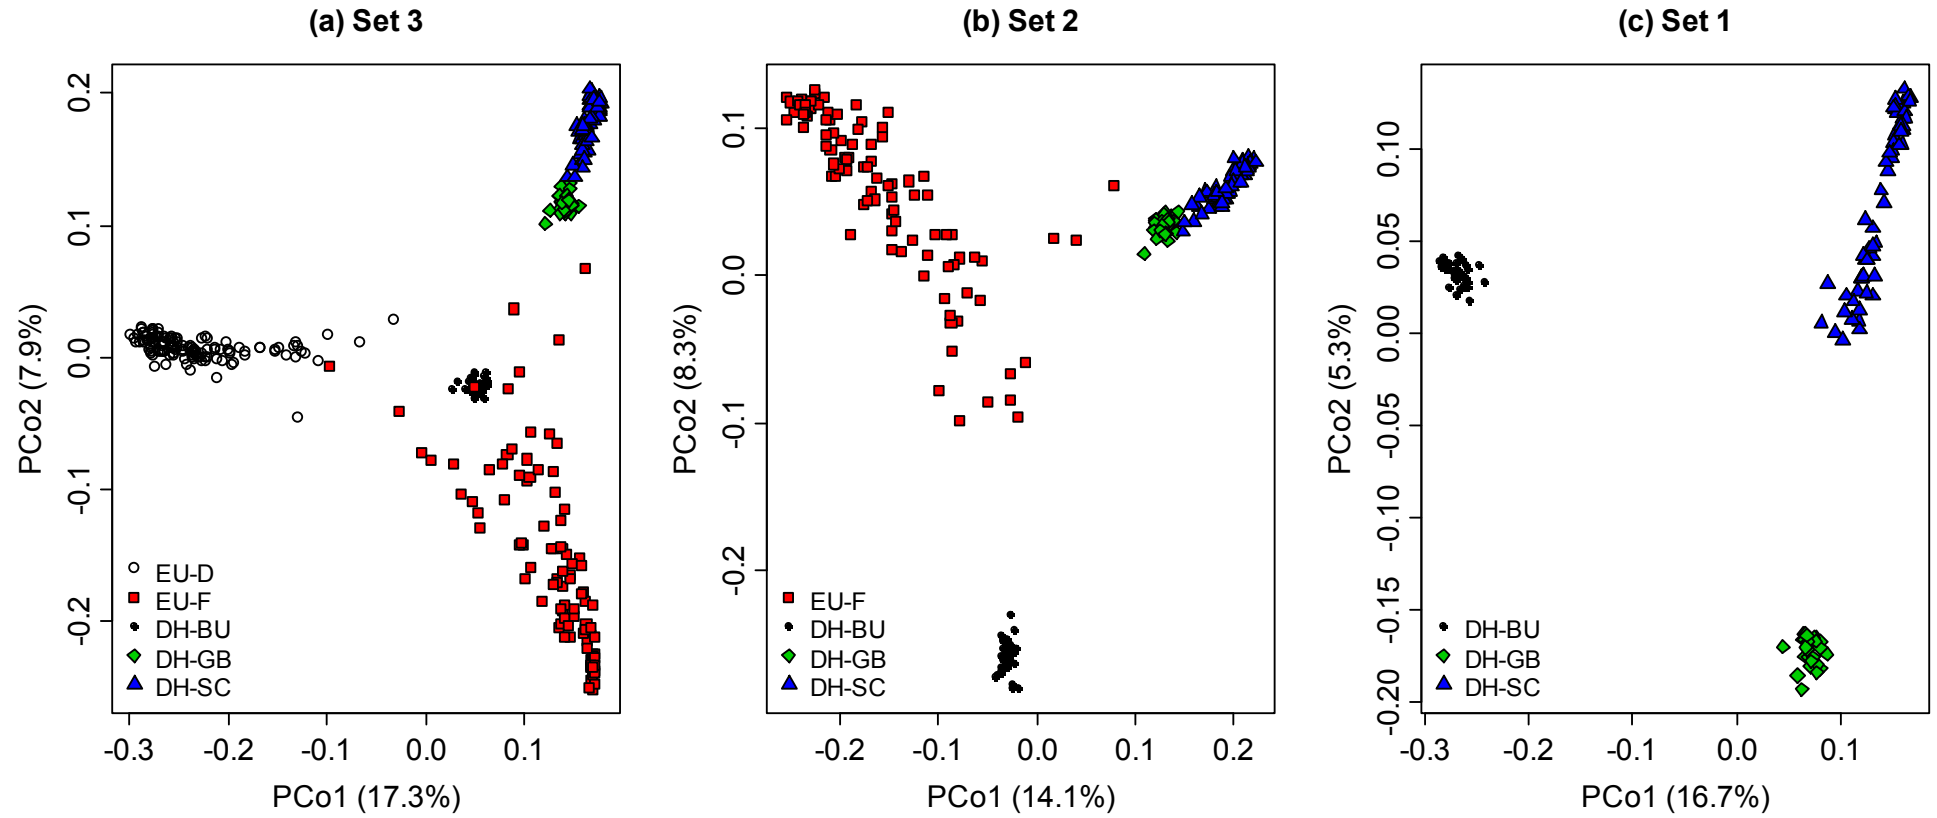 (a) Set 3
PCo2 (7.9%)
0.2
0.1
0.0
-0.1
-0.2
EU-D
EU-F
DH-BU
DH-GB
DH-SC
-0.3 -0.2 -0.1 0.0 0.1
PCo1 (17.3%)
(b) Set 2
PCo2 (8.3%)
0.1
0.0
-0.1
-0.2
EU-F
DH-BU
DH-GB
DH-SC
-0.2 -0.1 0.0 0.1 0.2
PCo1 (14.1%)
(c) Set 1
PCo2 (5.3%)
0.10
0.05
0.00
-0.05
-0.10
-0.15
-0.20
DH-BU
DH-GB
DH-SC
-0.3 -0.2 -0.1 0.0 0.1
PCo1 (16.7%)